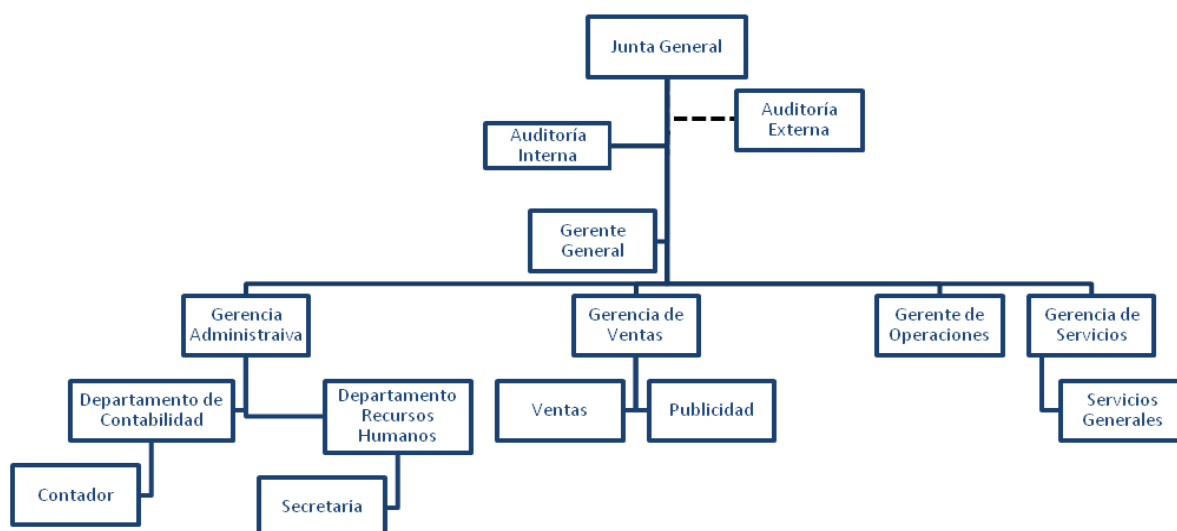 Junta General
Auditoría
Externa
Auditoría
Interna
Gerente
General
Gerencia
Administraiva
Gerencia de
Ventas
Gerente de
Operaciones
Gerencia de
Servicios
Departamento de
Contabilidad
Departamento
Recursos
Humanos
Ventas
Publicidad
Servicios
Generales
Contador
Secretaria